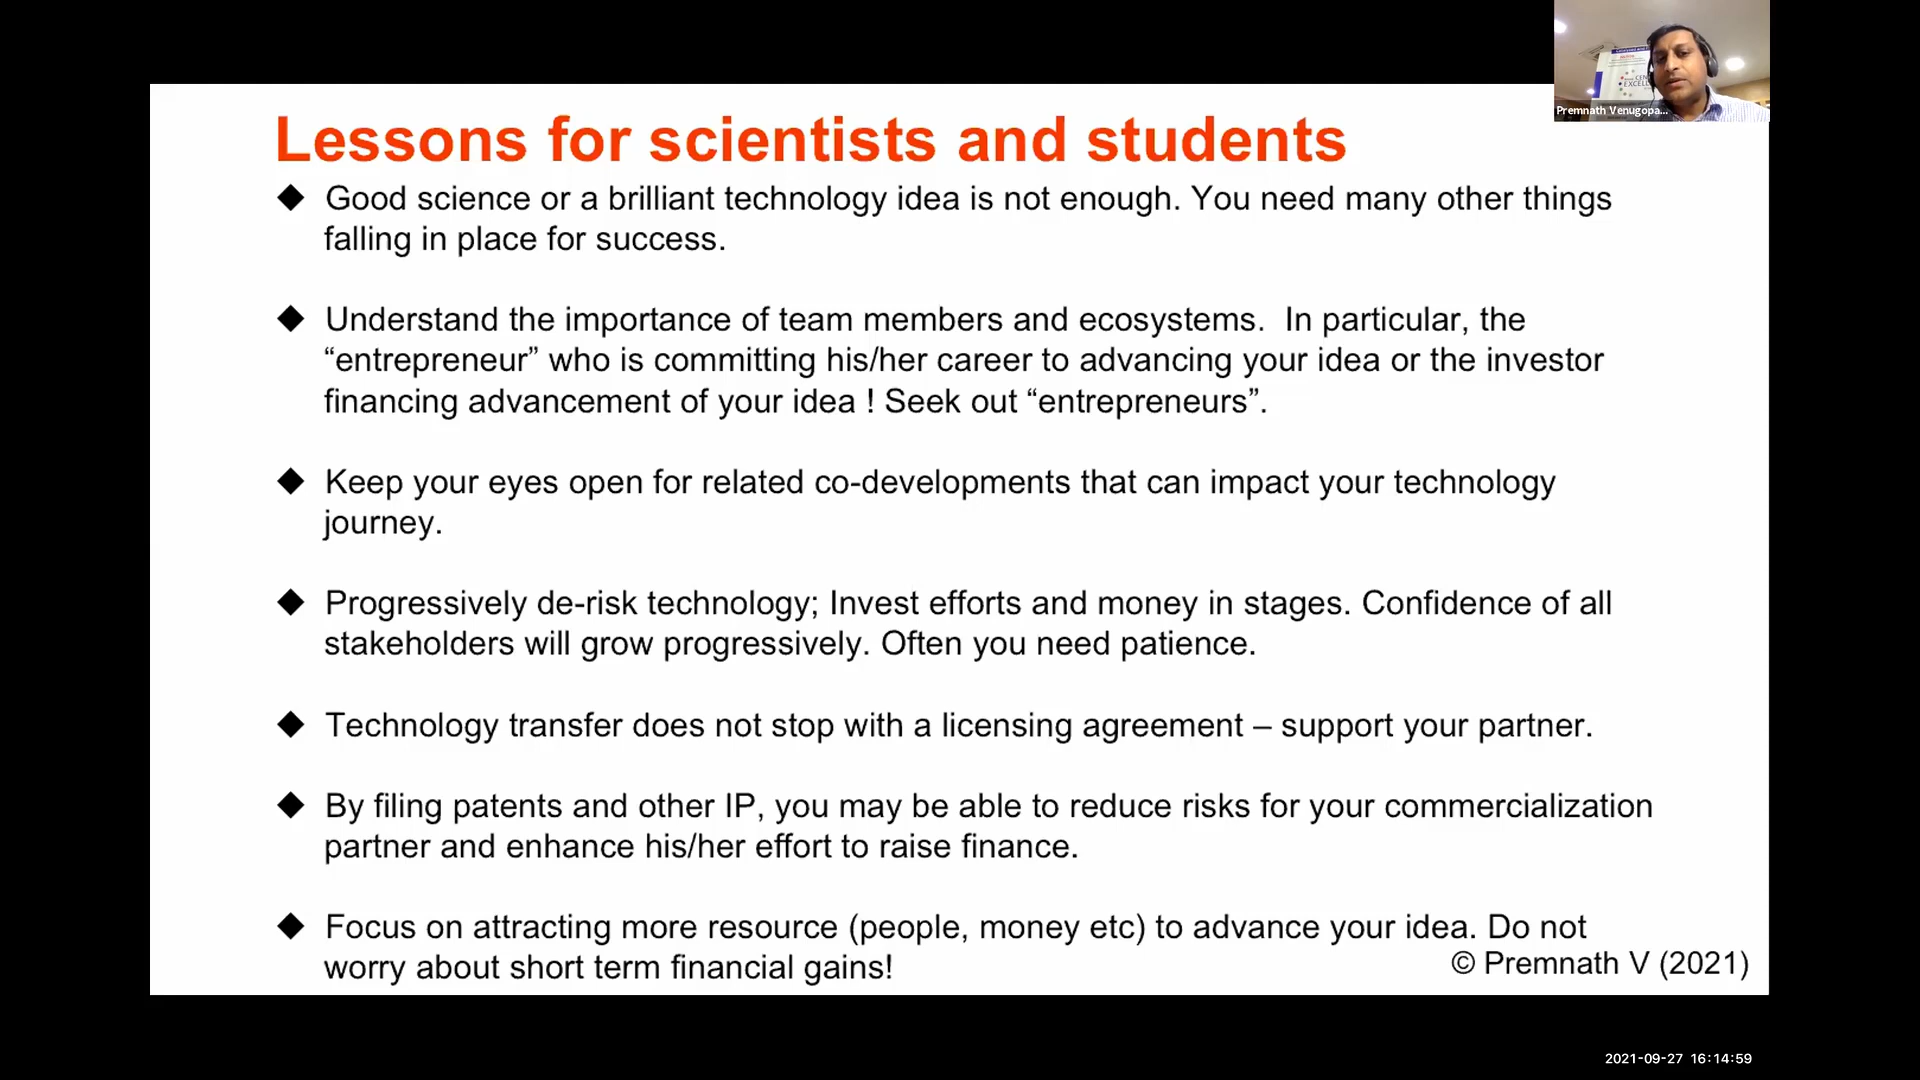 Lessons for scientists and students
◆ Good science or a brilliant technology idea is not enough. You need many other things
falling in place for success.
◆ Understand the importance of team members and ecosystems.  In particular, the
“entrepreneur” who is committing his/her career to advancing your idea or the investor
financing advancement of your idea ! Seek out “entrepreneurs”.
◆ Keep your eyes open for related co-developments that can impact your technology
journey.
◆ Progressively de-risk technology; Invest efforts and money in stages. Confidence of all
stakeholders will grow progressively. Often you need patience.
◆ Technology transfer does not stop with a licensing agreement – support your partner.
◆ By filing patents and other IP, you may be able to reduce risks for your commercialization
partner and enhance his/her effort to raise finance.
◆ Focus on attracting more resource (people, money etc) to advance your idea. Do not
worry about short term financial gains!
© Premnath V (2021)
Premnath Venugopa...
2021-09-27 16:14:59